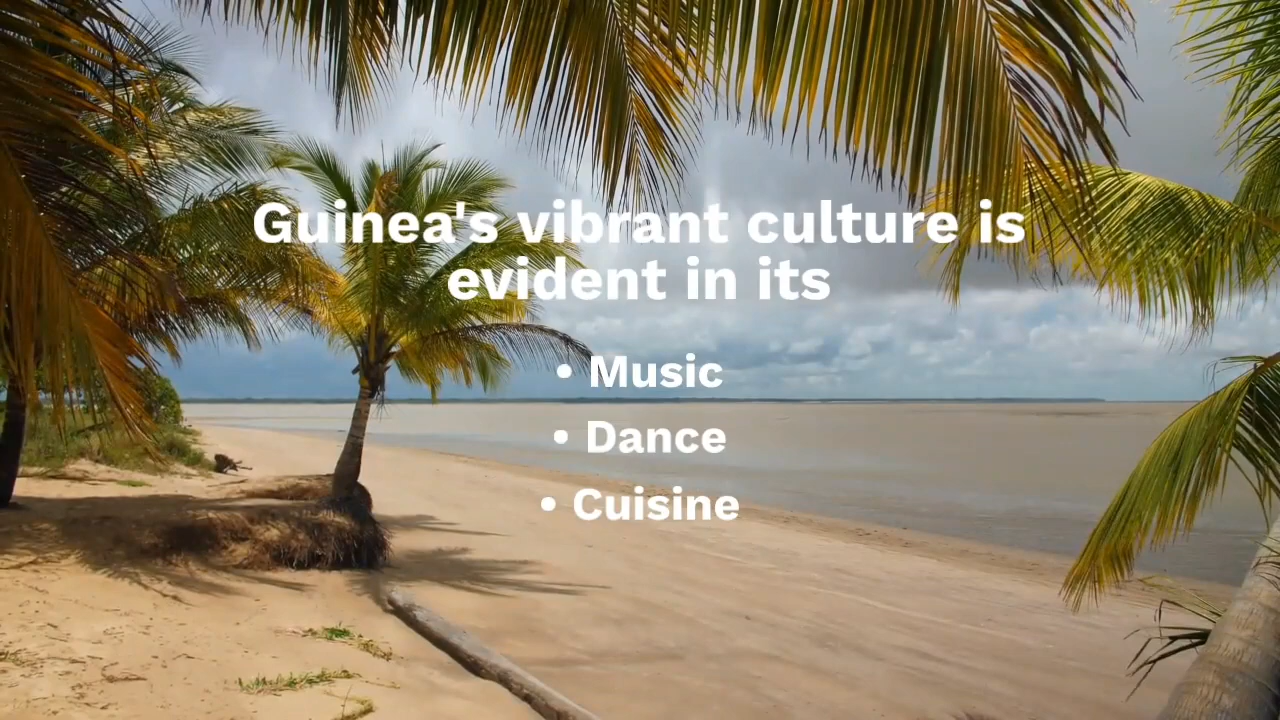 Guinea's vibrant culture is
evident in its
• Music
• Dance
• Cuisine